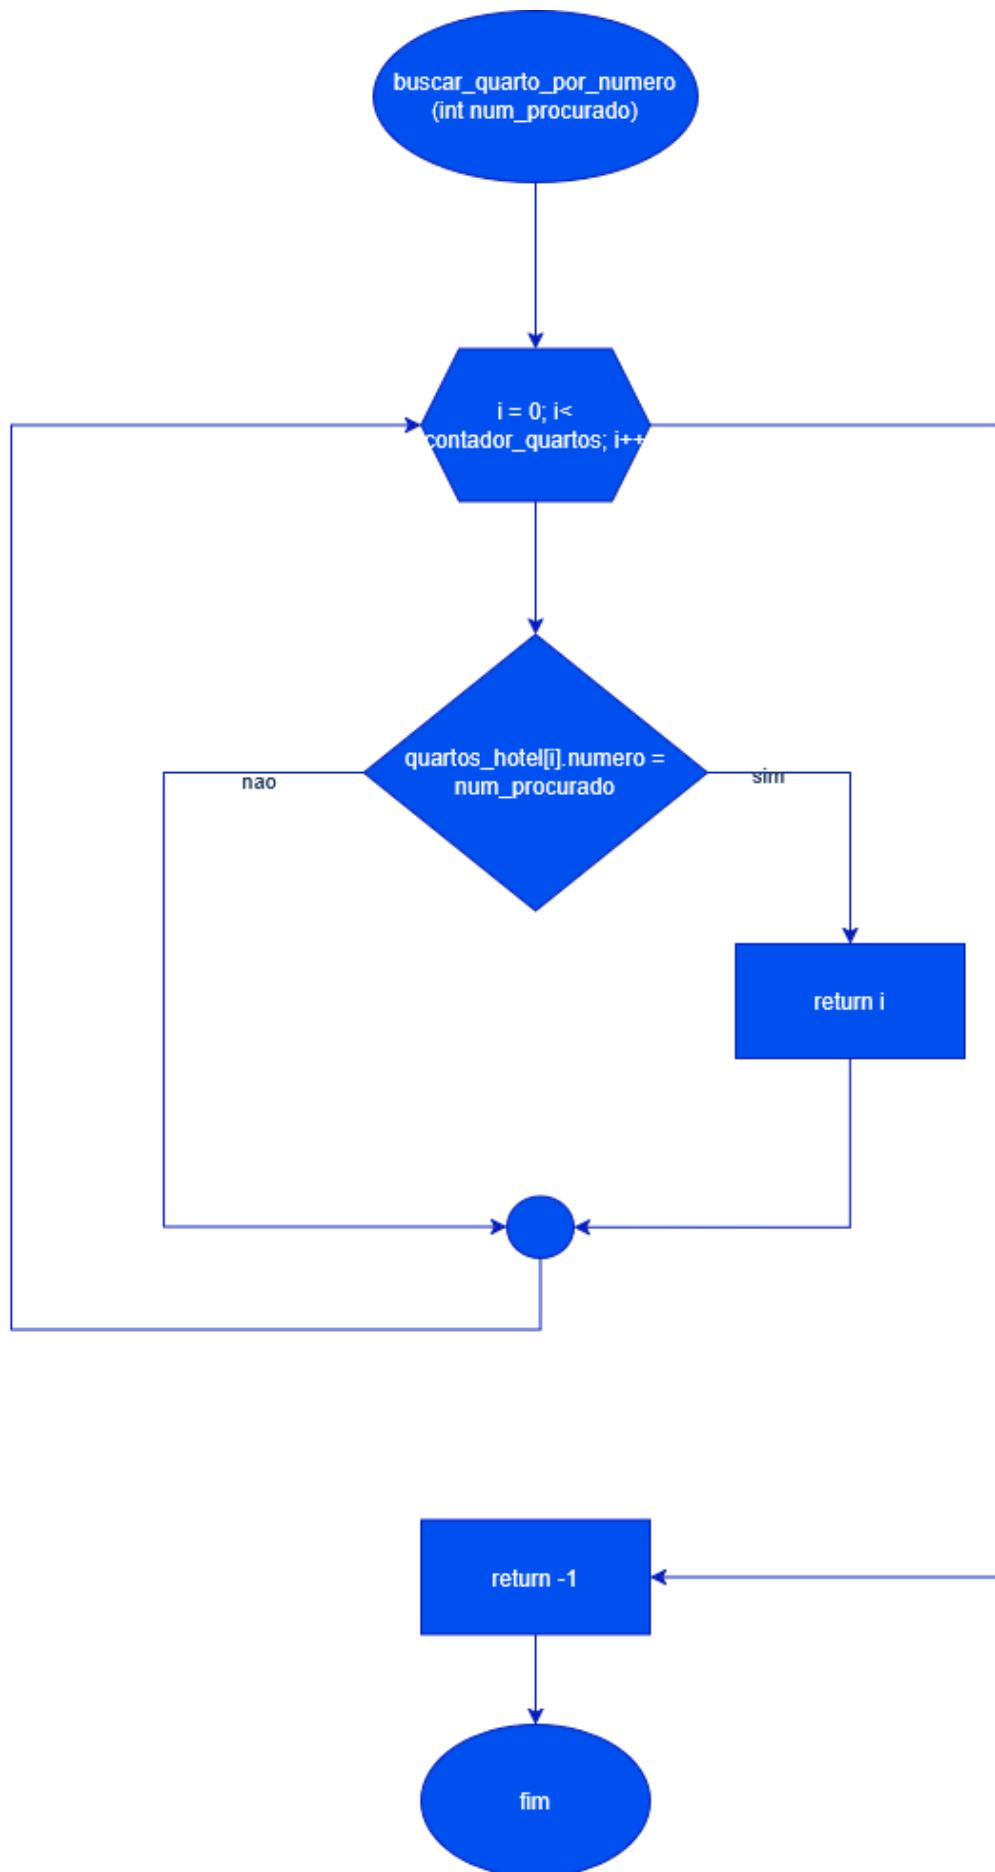 buscar_quarto_por_numero
(int num_procurado)
i = 0; i<
contador_quartos; i++
quartos_hotel[i].numero =
num_procurado
nao
sim
return i
return -1
fim